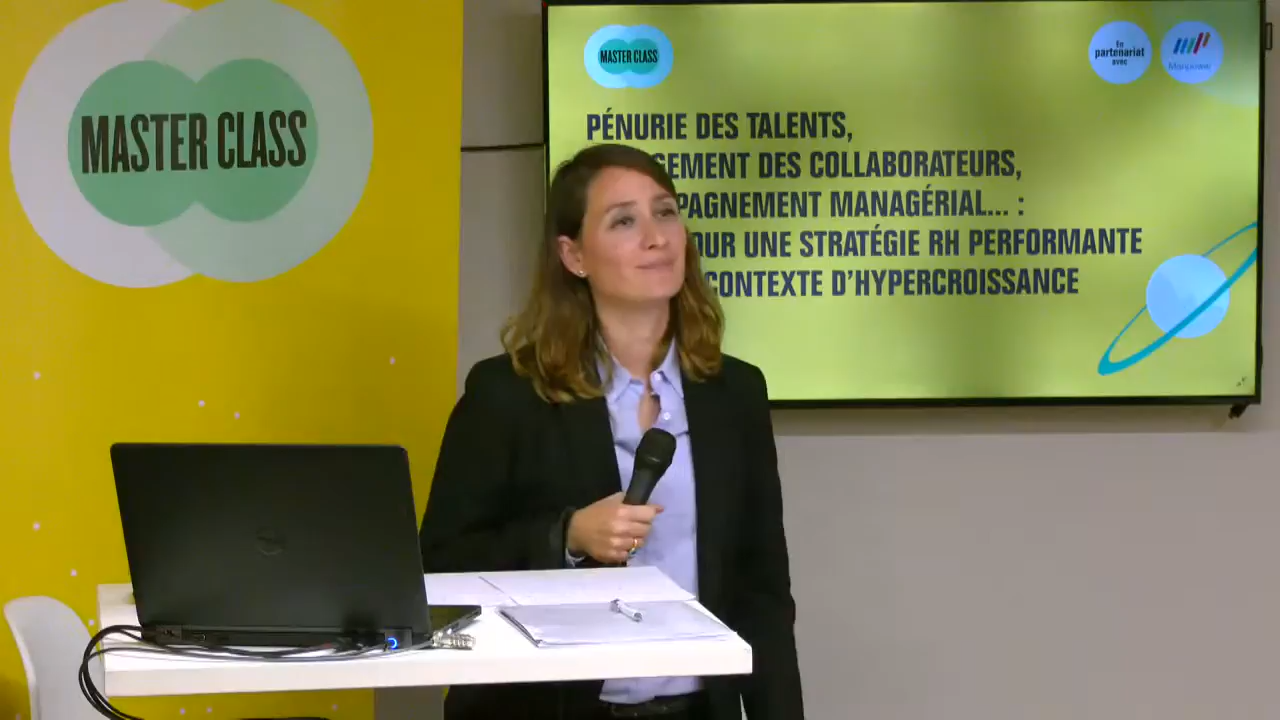 MASTER CLASS
MASTER CLASS
En
partenariat
avec
Manpower
PÉNURIE DES TALENTS,
GEMENT DES COLLABORATEURS,
PAGNEMENT MANAGÉRIAL... :
OUR UNE STRATÉGIE RH PERFORMANTE
CONTEXTE D'HYPERCROISSANCE